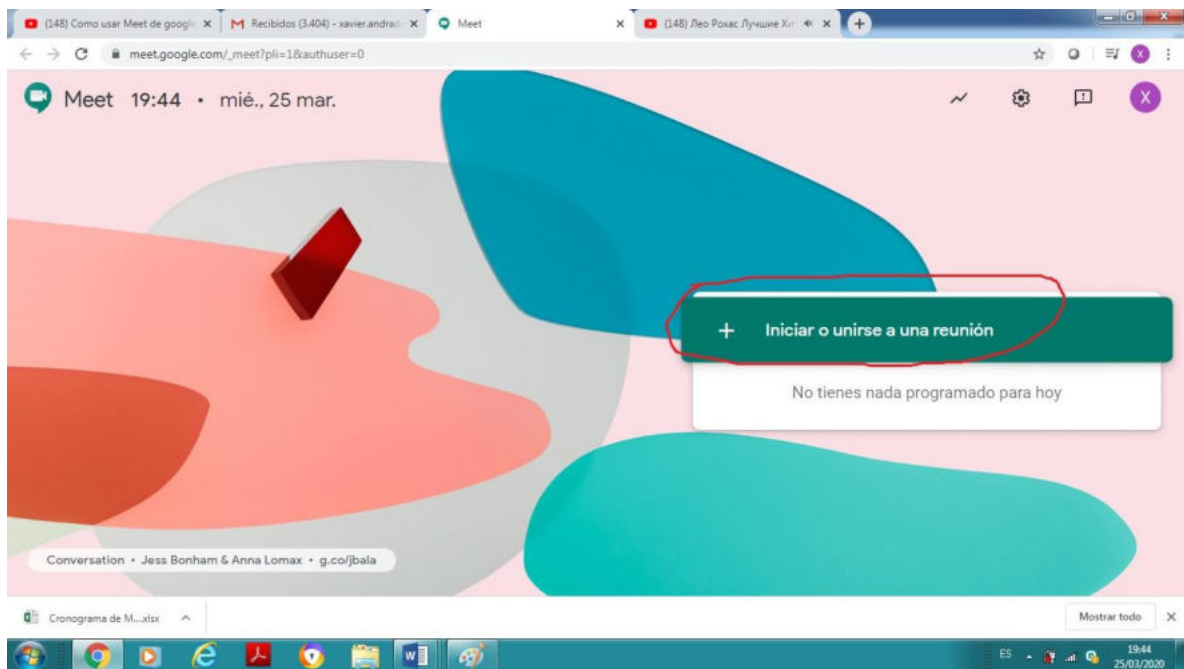 (148) Como usar Meet de googl
Recibidos (3.404) - xavier.andrad
Meet
(148) Лео Рохас Лучшие Хи
meet.google.com/_meet?pli=1&authuser=0
X
Meet 19:44 • mié., 25 mar.
X
+ Iniciar o unirse a una reunión
No tienes nada programado para hoy
Conversation • Jess Bonham & Anna Lomax • g.co/jbala
Cronograma de M....xlsx
Mostrar todo
ES
19:44
25/03/2020